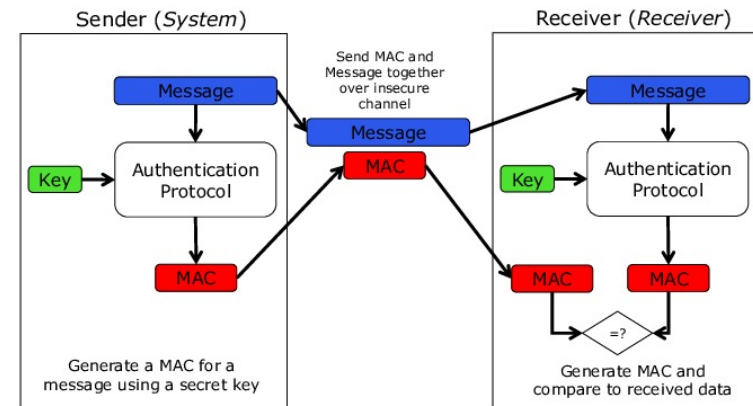 Sender (System)
Message
Key
Authentication
Protocol
MAC
Generate a MAC for a
message using a secret key
Send MAC and
Message together
over insecure
channel
Message
MAC
Receiver (Receiver)
Message
Key
Authentication
Protocol
MAC
MAC
=?
Generate MAC and
compare to received data